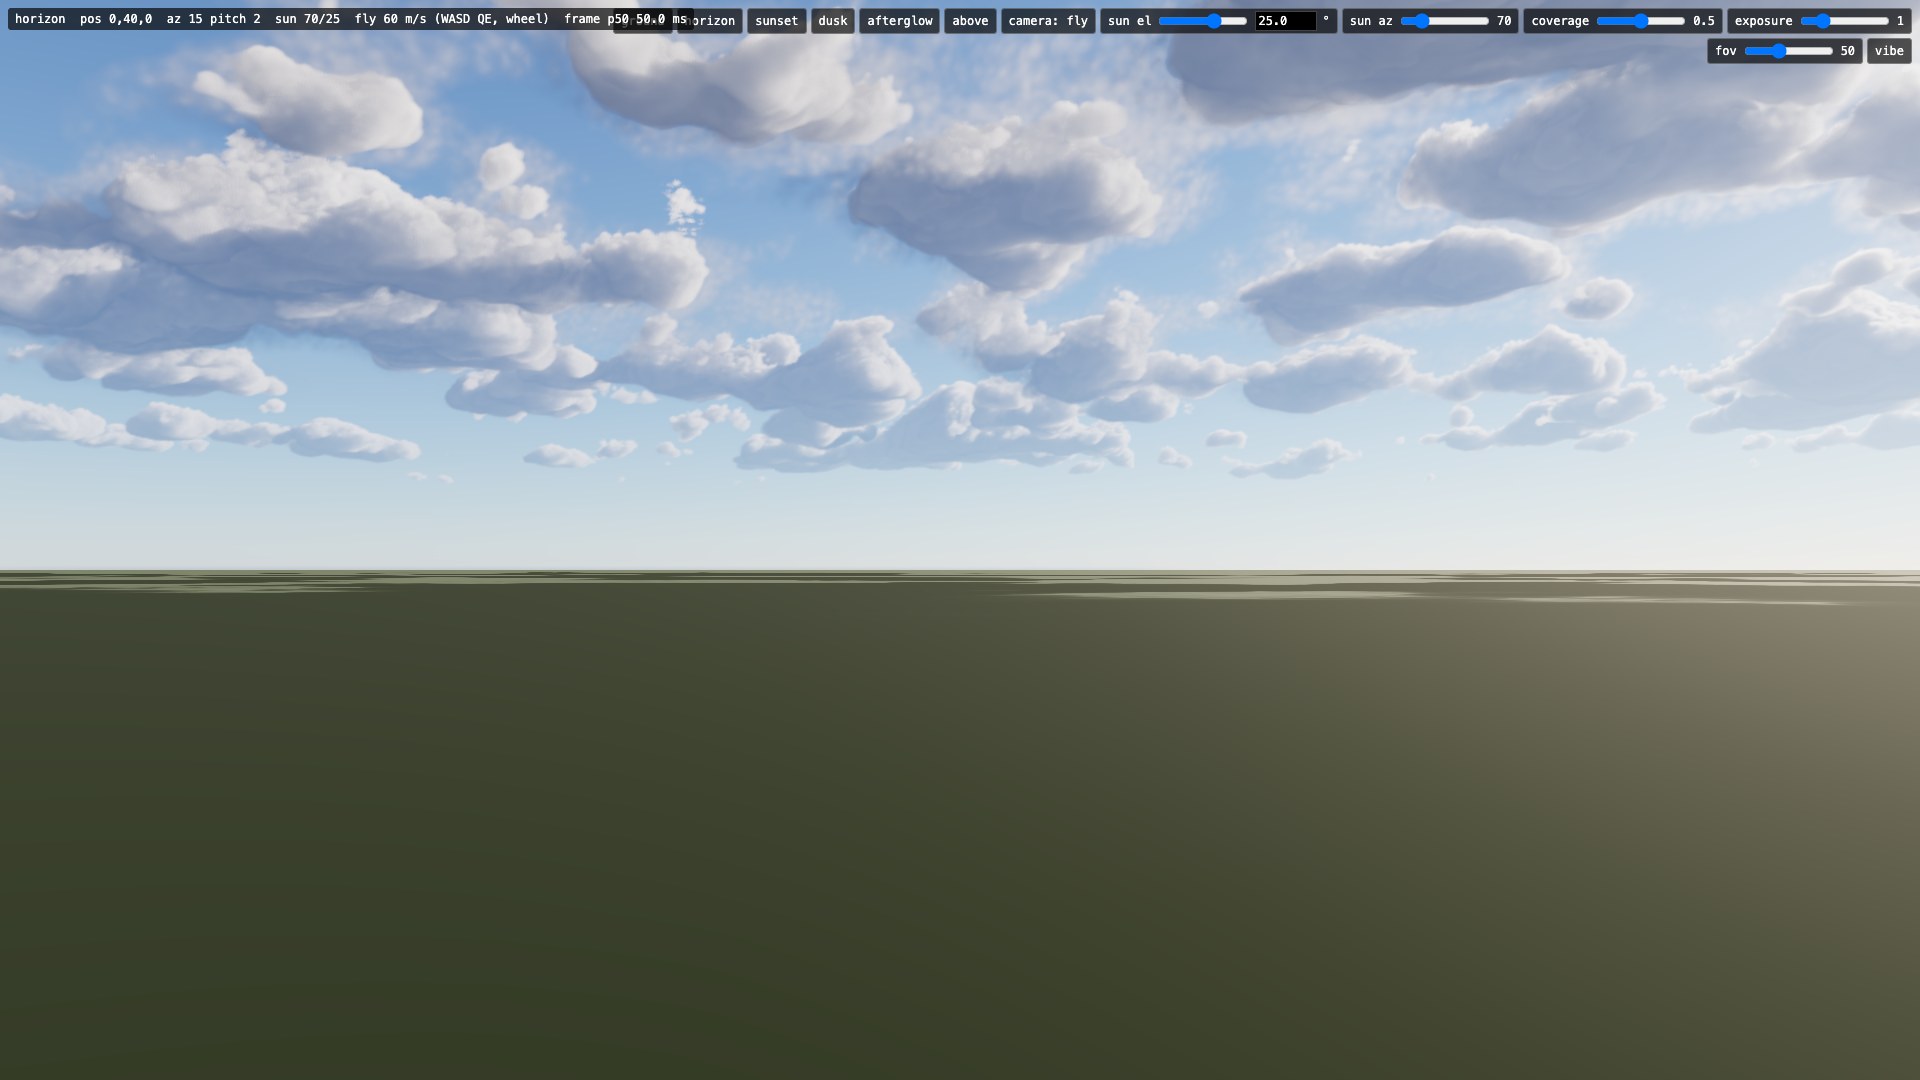 horizon pos 0,40,0 az 15 pitch 2 sun 70/25 fly 60 m/s (WASD QE, wheel) frame p50 50.0 ms
horizon
sunset
dusk
afterglow
above
camera: fly
sun el 25.0 °
sun az 70
coverage 0.5
exposure 1
fov 50
vibe